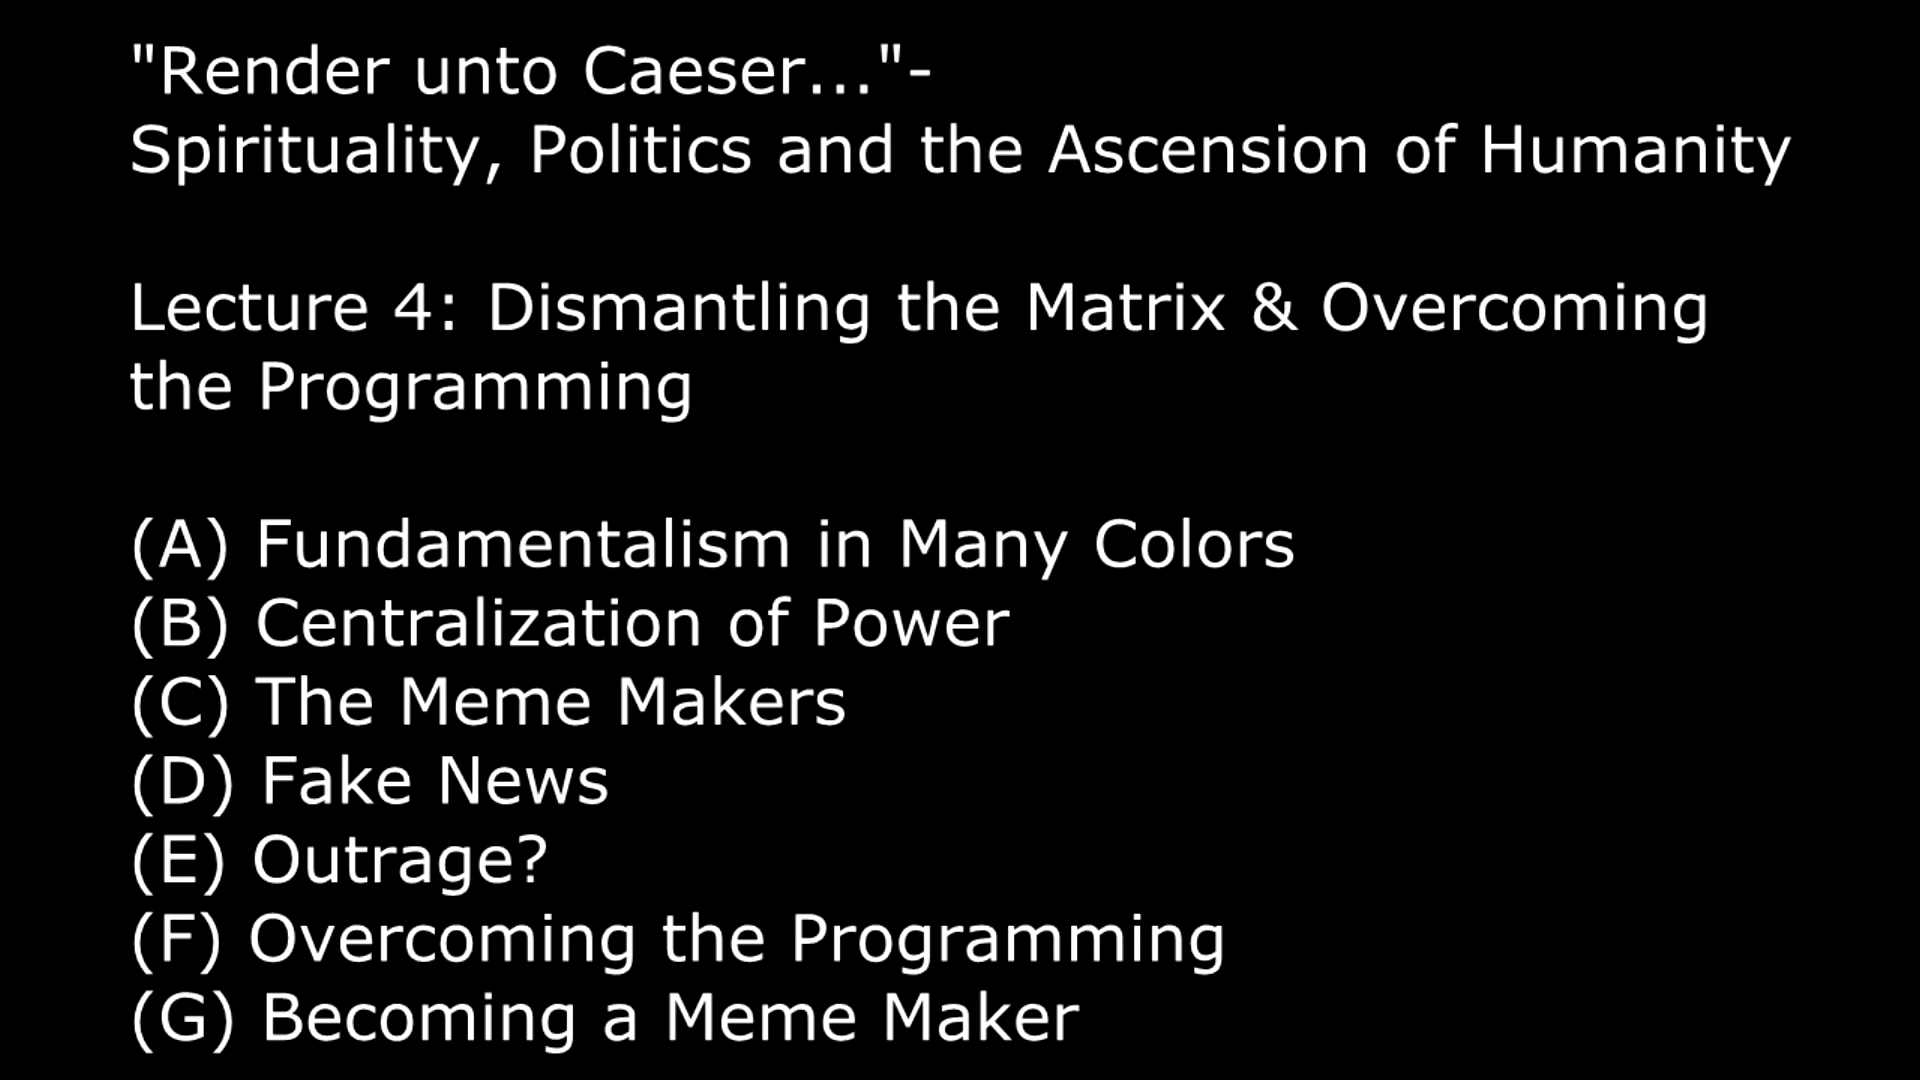 "Render unto Caeser..."-
Spirituality, Politics and the Ascension of Humanity
Lecture 4: Dismantling the Matrix & Overcoming
the Programming
(A) Fundamentalism in Many Colors
(B) Centralization of Power
(C) The Meme Makers
(D) Fake News
(E) Outrage?
(F) Overcoming the Programming
(G) Becoming a Meme Maker